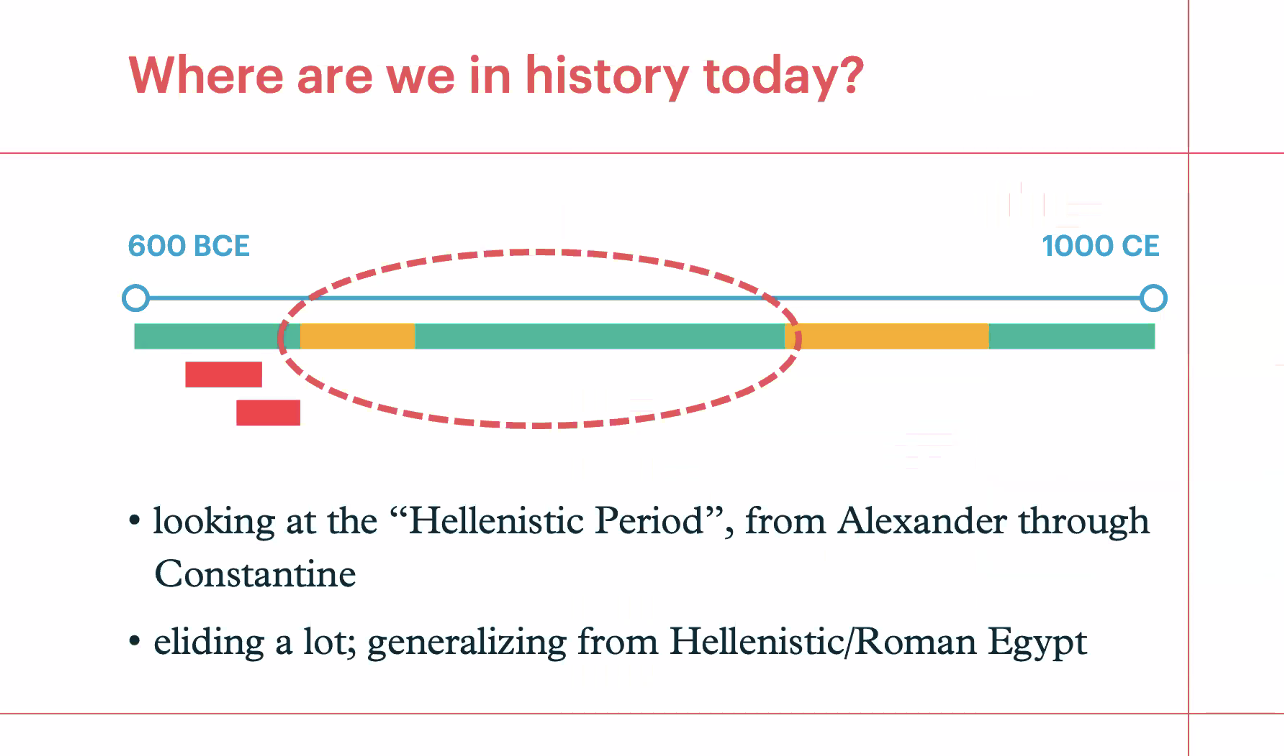 Where are we in history today?
600 BCE
1000 CE
• looking at the “Hellenistic Period”, from Alexander through
Constantine
• eliding a lot; generalizing from Hellenistic/Roman Egypt